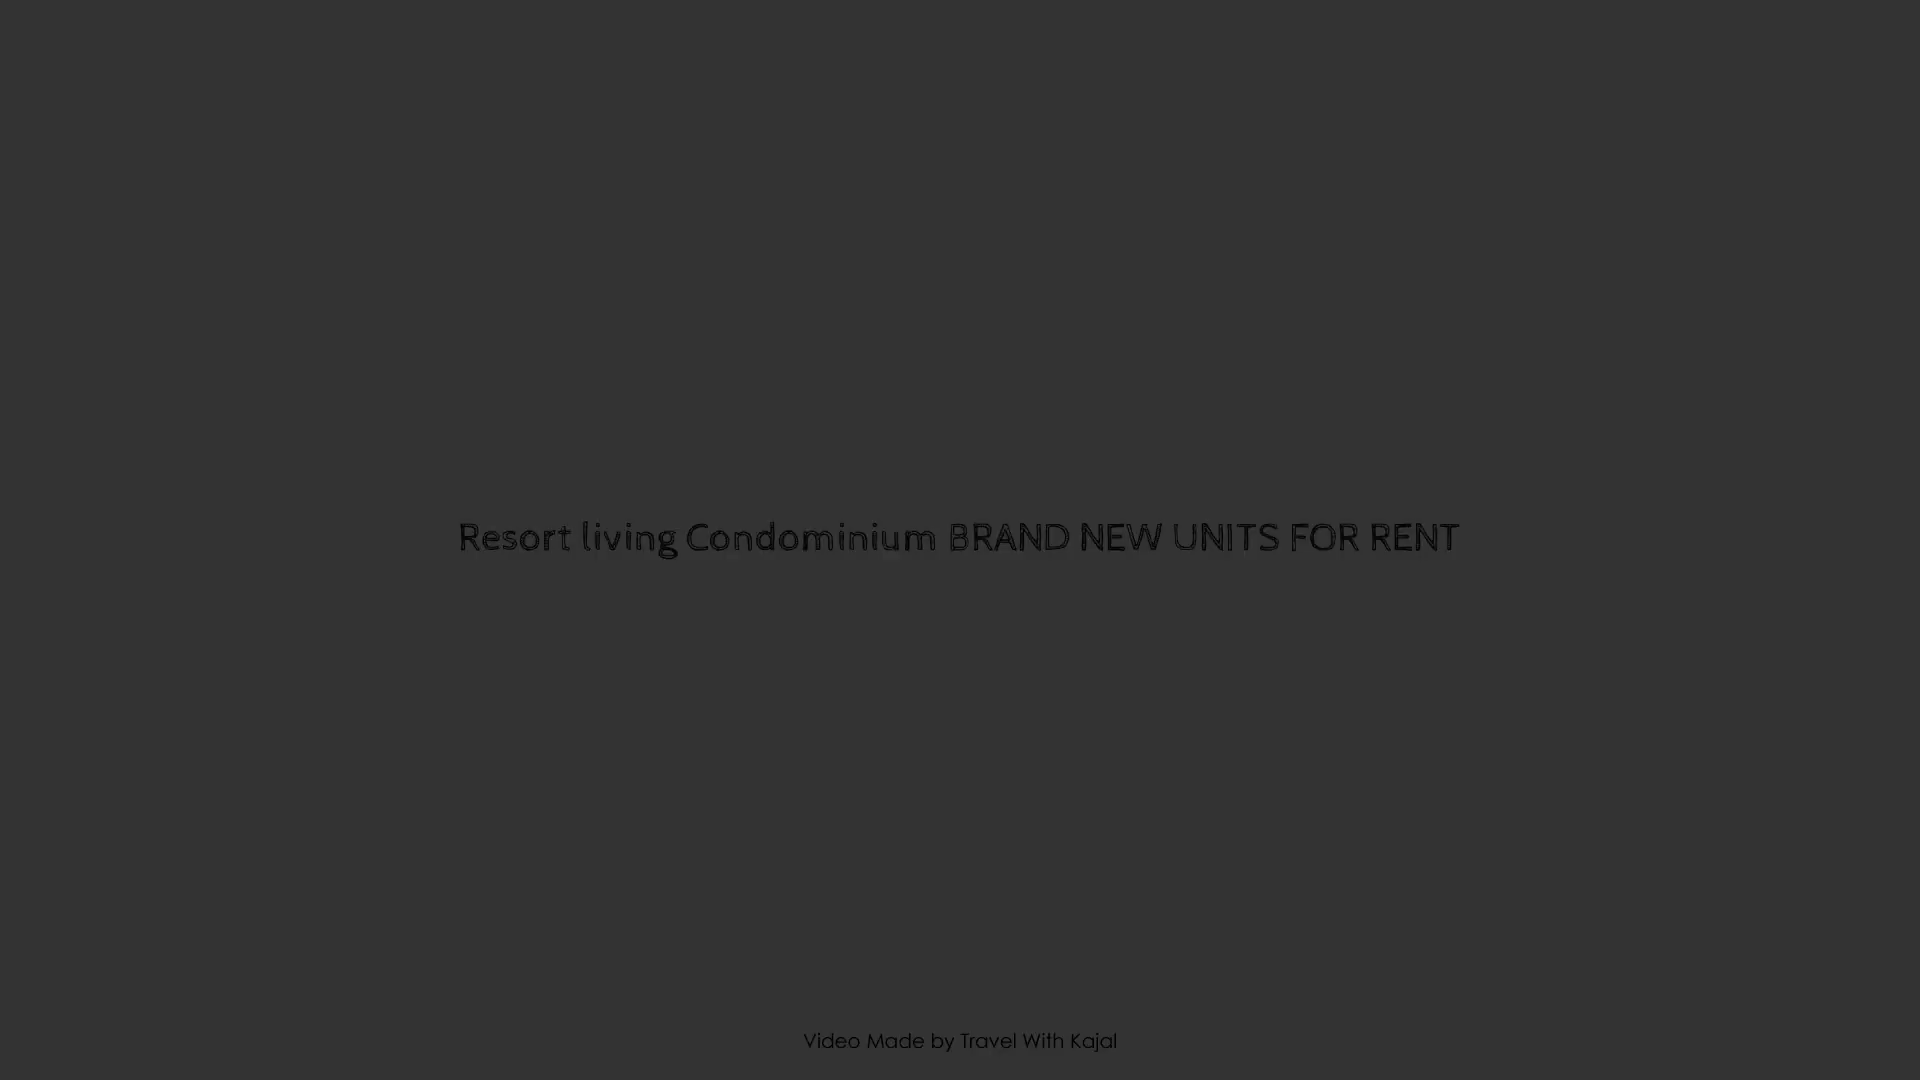 Resort living Condominium BRAND NEW UNITS FOR RENT
Video Made by Travel With Kajal